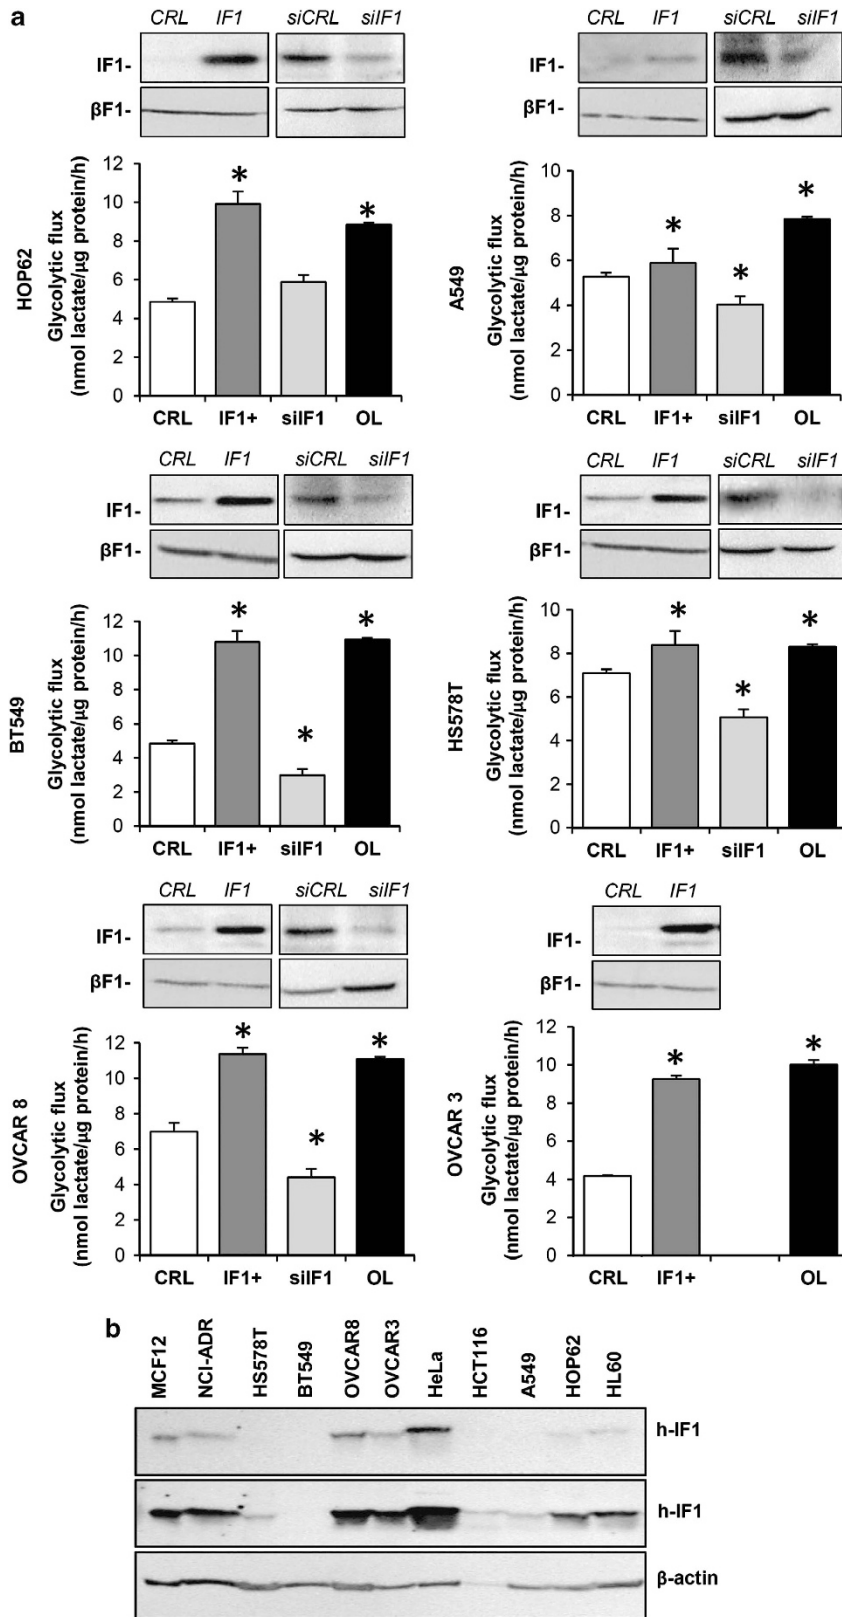 a
CRL IF1 siCRL siIF1
IF1-
βF1-
HOP62
Glycolytic flux
(nmol lactate/µg protein/h)
12
10
8
6
4
2
0
* *
CRL IF1+ siIF1 OL
CRL IF1 siCRL siIF1
IF1-
βF1-
A549
Glycolytic flux
(nmol lactate/µg protein/h)
10
8
6
4
2
0
* * *
CRL IF1+ siIF1 OL
CRL IF1 siCRL siIF1
IF1-
βF1-
BT549
Glycolytic flux
(nmol lactate/µg protein/h)
12
10
8
6
4
2
0
* * *
CRL IF1+ siIF1 OL
CRL IF1 siCRL siIF1
IF1-
βF1-
HS578T
Glycolytic flux
(nmol lactate/µg protein/h)
10
8
6
4
2
0
* * *
CRL IF1+ siIF1 OL
CRL IF1 siCRL siIF1
IF1-
βF1-
OVCAR 8
Glycolytic flux
(nmol lactate/µg protein/h)
12
10
8
6
4
2
0
* * *
CRL IF1+ siIF1 OL
CRL IF1
IF1-
βF1-
OVCAR 3
Glycolytic flux
(nmol lactate/µg protein/h)
10
8
6
4
2
0
* *
CRL IF1+ OL
b
MCF12 NCI-ADR HS578T BT549 OVCAR8 OVCAR3 HeLa HCT116 A549 HOP62 HL60
h-IF1
h-IF1
β-actin